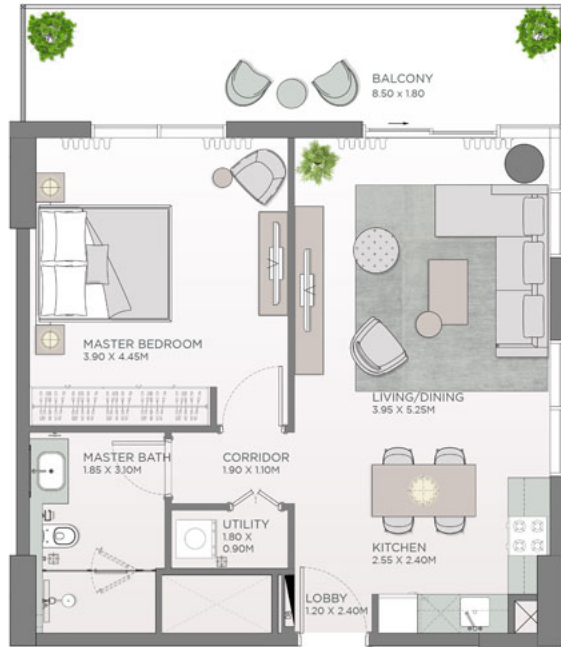 BALCONY
8.50 x 1.80
MASTER BEDROOM
3.90 X 4.45M
LIVING/DINING
3.95 X 5.25M
MASTER BATH
1.85 X 3.10M
CORRIDOR
1.90 X 1.10M
UTILITY
1.80 X
0.90M
KITCHEN
2.55 X 2.40M
LOBBY
1.20 X 2.40M